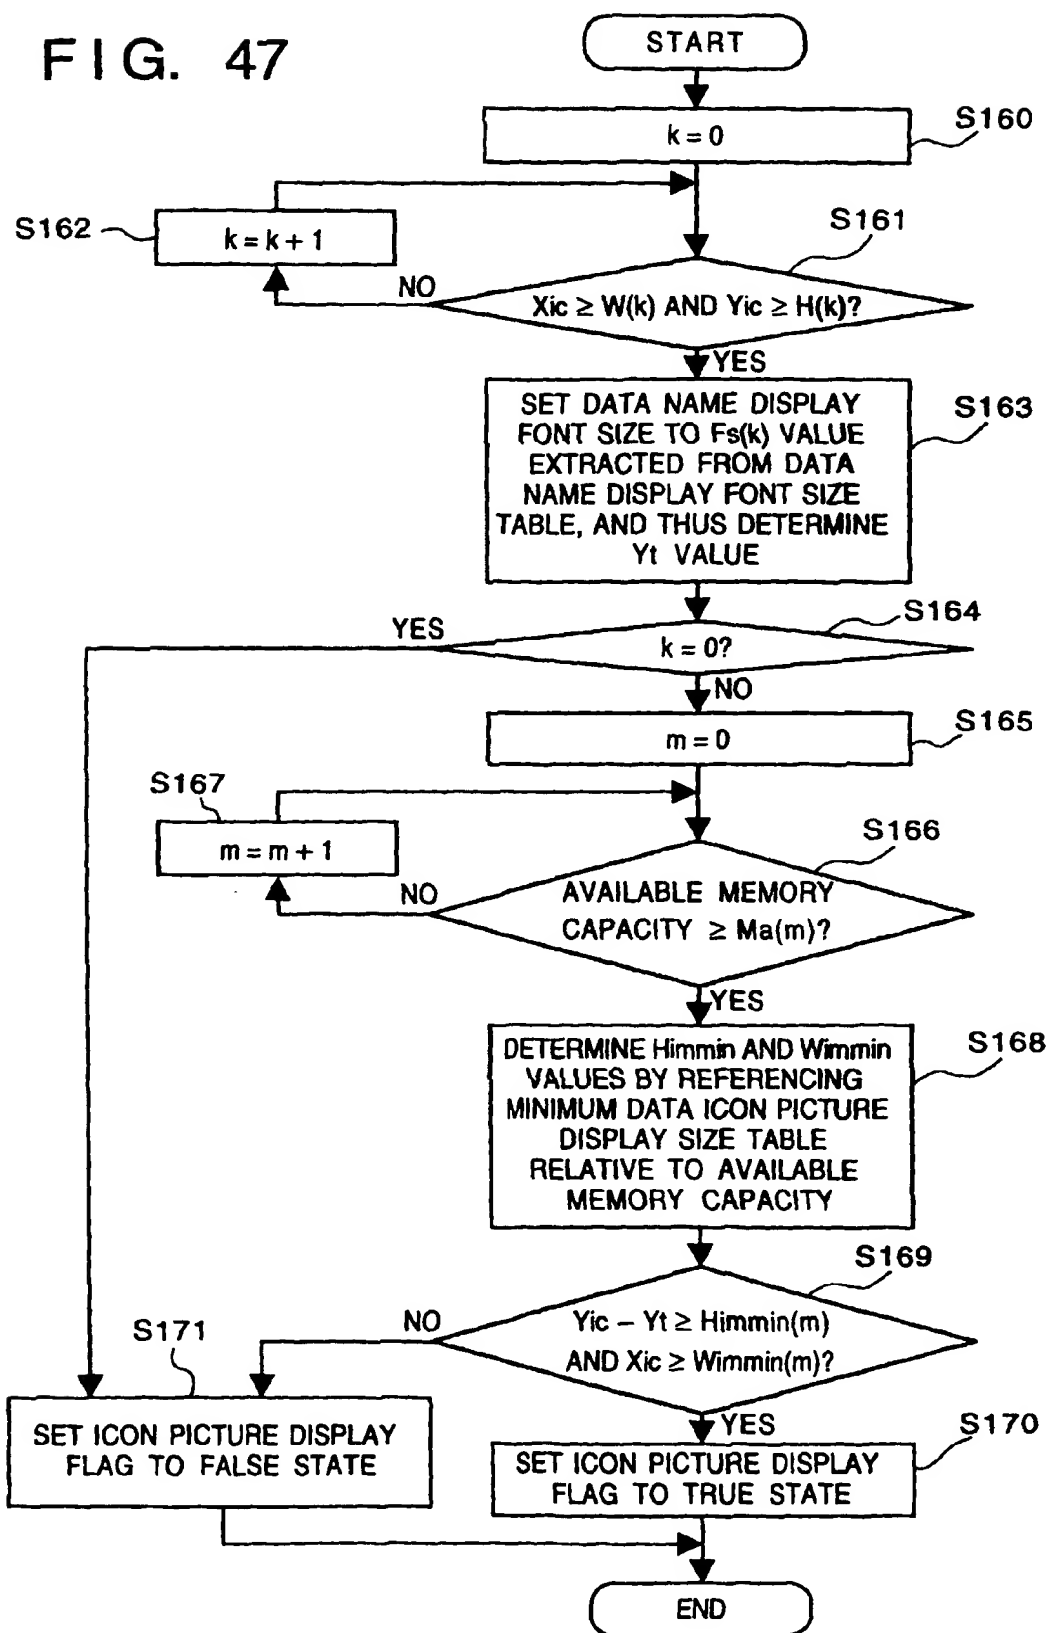 FIG. 47
START
S160
k = 0
S162
k = k + 1
S161
NO
Xic ≥ W(k) AND Yic ≥ H(k)?
YES
S163
SET DATA NAME DISPLAY
FONT SIZE TO Fs(k) VALUE
EXTRACTED FROM DATA
NAME DISPLAY FONT SIZE
TABLE, AND THUS DETERMINE
Yt VALUE
S164
YES
k = 0?
NO
S165
m = 0
S167
m = m + 1
S166
NO
AVAILABLE MEMORY
CAPACITY ≥ Ma(m)?
YES
S168
DETERMINE Himmin AND Wimmin
VALUES BY REFERENCING
MINIMUM DATA ICON PICTURE
DISPLAY SIZE TABLE
RELATIVE TO AVAILABLE
MEMORY CAPACITY
S169
NO
Yic – Yt ≥ Himmin(m)
AND Xic ≥ Wimmin(m)?
S171
YES
S170
SET ICON PICTURE DISPLAY
FLAG TO FALSE STATE
SET ICON PICTURE DISPLAY
FLAG TO TRUE STATE
END